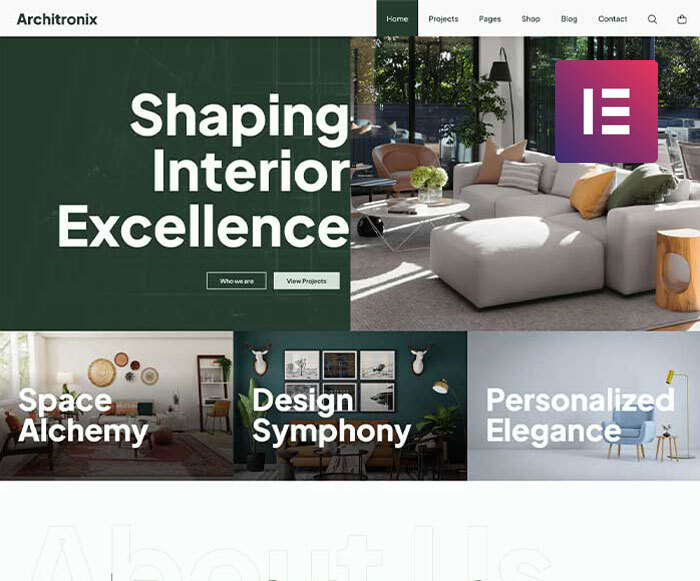 Architronix
Home Projects Pages Shop Blog Contact
Shaping
Interior
Excellence
Who we are View Projects
Space
Alchemy
Design
Symphony
Personalized
Elegance
About Us